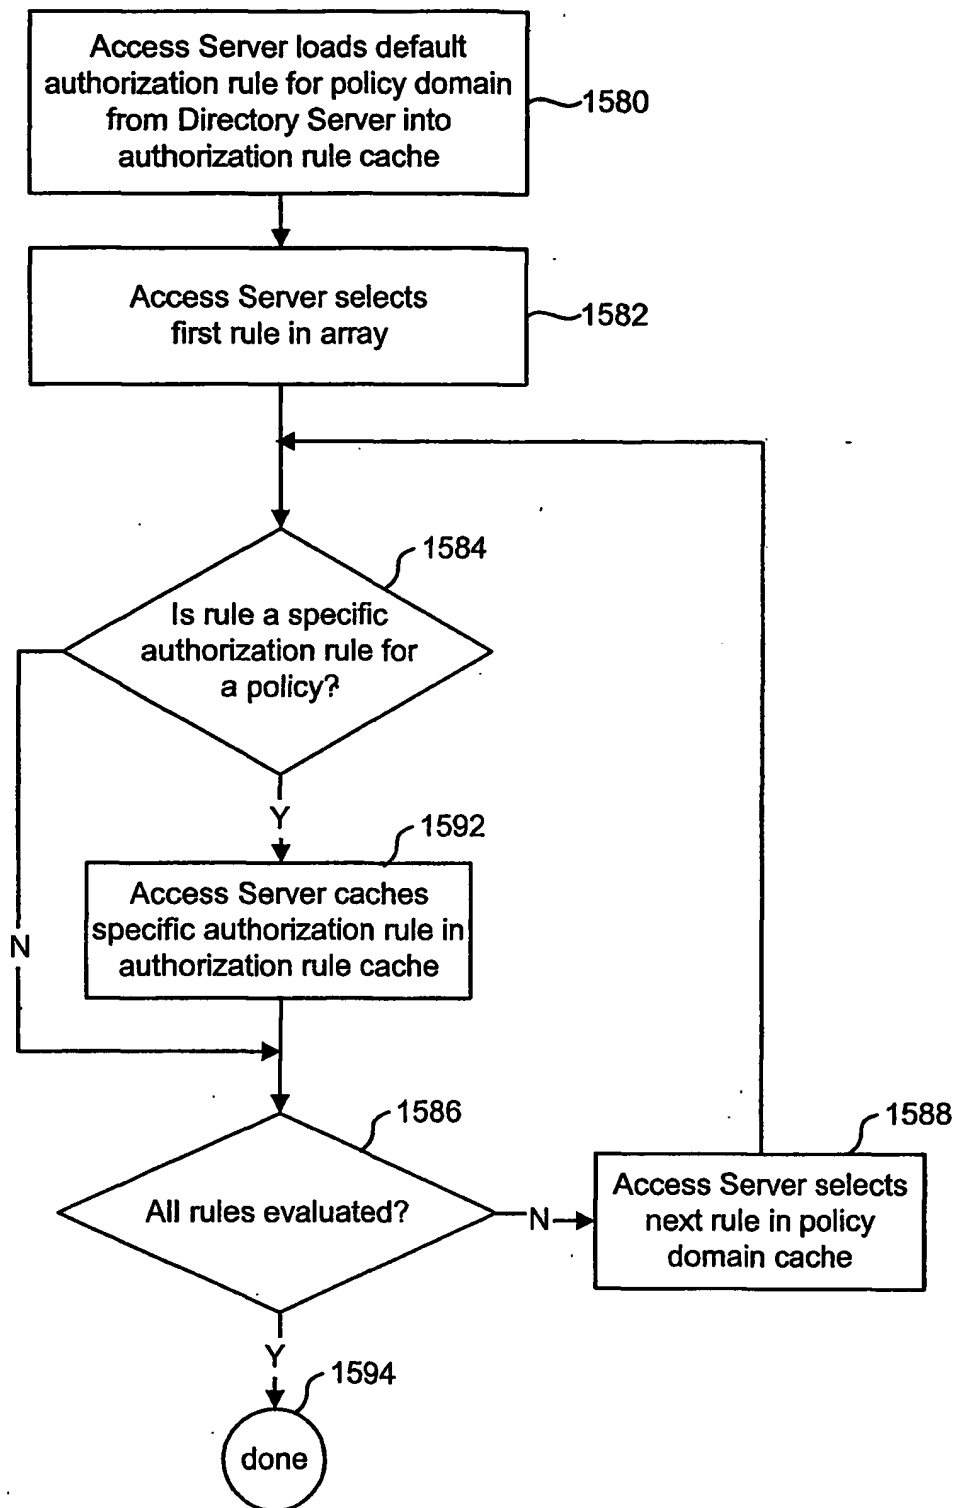 Access Server loads default
authorization rule for policy domain
from Directory Server into
authorization rule cache
1580
Access Server selects
first rule in array
1582
1584
Is rule a specific
authorization rule for
a policy?
Y
1592
Access Server caches
specific authorization rule in
authorization rule cache
N
1586
All rules evaluated?
N
1588
Access Server selects
next rule in policy
domain cache
Y
1594
done